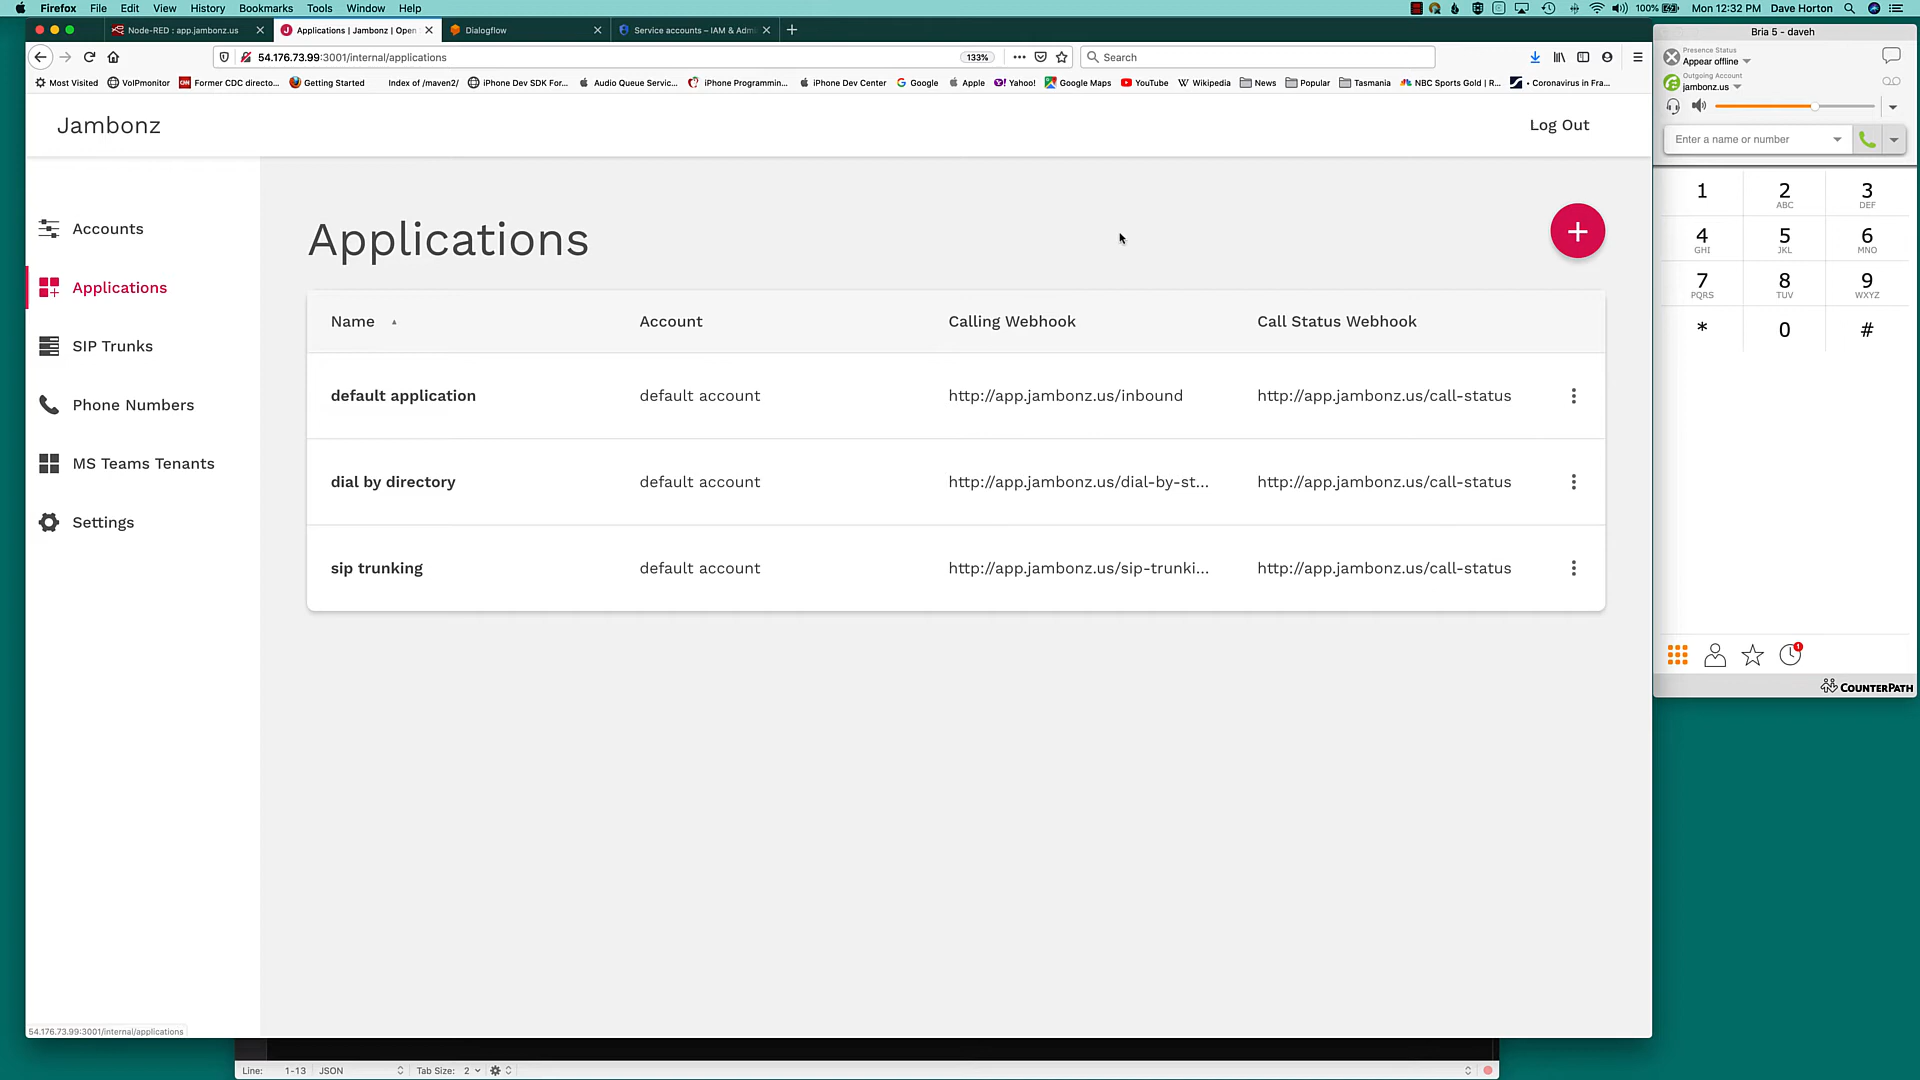 Firefox File Edit View History Bookmarks Tools Window Help
100% Mon 12:32 PM Dave Horton
Node-RED : app.jambonz.us
Applications | Jambonz | Open
Dialogflow
Service accounts – IAM & Admi
54.176.73.99:3001/internal/applications
133%
Search
Most Visited VoIPmonitor Former CDC directo... Getting Started Index of /maven2/ iPhone Dev SDK For... Audio Queue Servic... iPhone Programmin... iPhone Dev Center Google Apple Yahoo! Google Maps YouTube Wikipedia News Popular Tasmania NBC Sports Gold | R... • Coronavirus in Fra...
Jambonz
Log Out
Accounts
Applications
SIP Trunks
Phone Numbers
MS Teams Tenants
Settings
Applications
+
Name Account Calling Webhook Call Status Webhook
default application default account http://app.jambonz.us/inbound http://app.jambonz.us/call-status
dial by directory default account http://app.jambonz.us/dial-by-st... http://app.jambonz.us/call-status
sip trunking default account http://app.jambonz.us/sip-trunki... http://app.jambonz.us/call-status
54.176.73.99:3001/internal/applications
Line: 1-13 JSON Tab Size: 2
Bria 5 - daveh
Presence Status
Appear offline
Outgoing Account
jambonz.us
Enter a name or number
1 2 3
ABC DEF
4 5 6
GHI JKL MNO
7 8 9
PQRS TUV WXYZ
* 0 #
1
COUNTERPATH